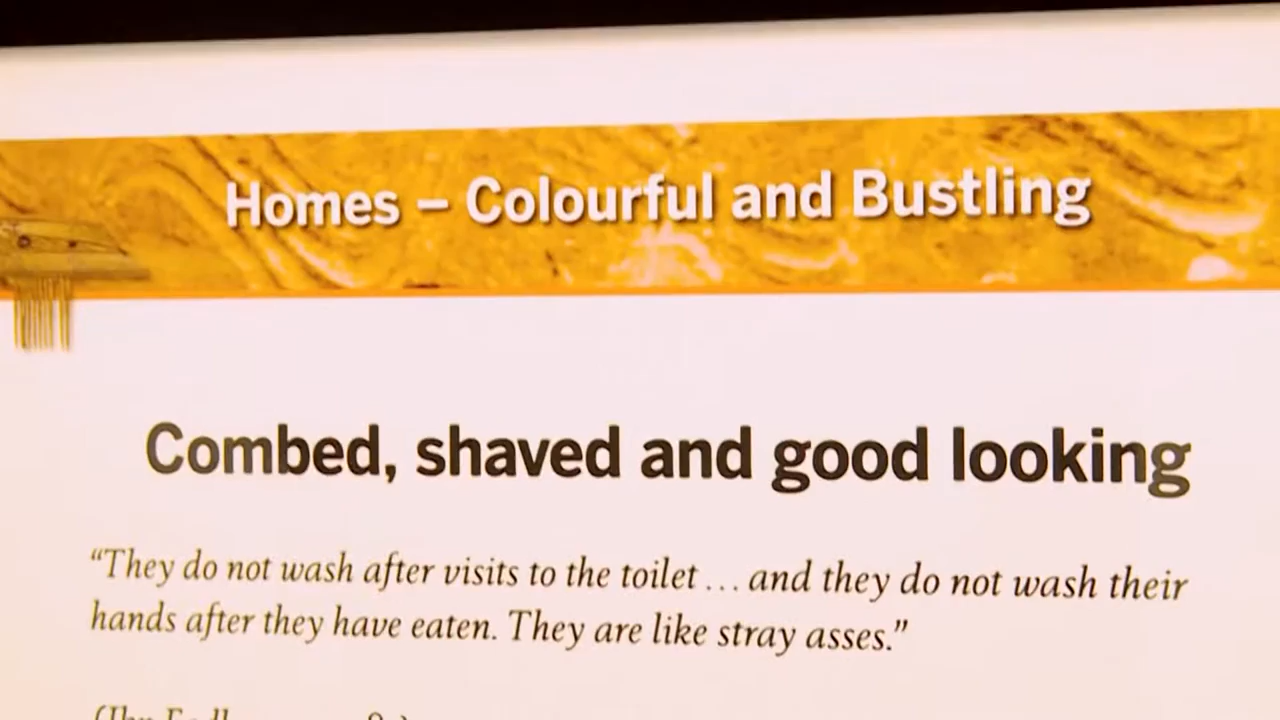 Homes – Colourful and Bustling
Combed, shaved and good looking
“They do not wash after visits to the toilet ... and they do not wash their
hands after they have eaten. They are like stray asses.”